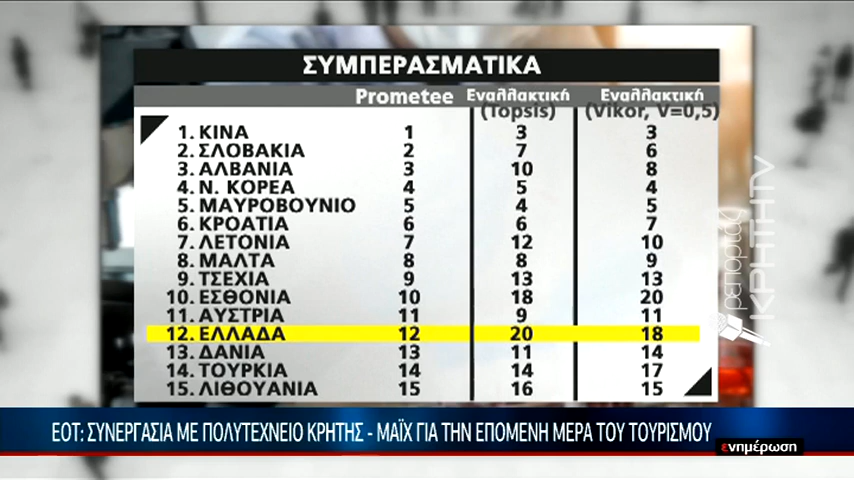 ΣΥΜΠΕΡΑΣΜΑΤΙΚΑ
Prometee Εναλλακτική (Topsis) Εναλλακτική (Vikor, V=0,5)
1. ΚΙΝΑ 1 3 3
2. ΣΛΟΒΑΚΙΑ 2 7 6
3. ΑΛΒΑΝΙΑ 3 10 8
4. Ν. ΚΟΡΕΑ 4 5 4
5. ΜΑΥΡΟΒΟΥΝΙΟ 5 4 5
6. ΚΡΟΑΤΙΑ 6 6 7
7. ΛΕΤΟΝΙΑ 7 12 10
8. ΜΑΛΤΑ 8 8 9
9. ΤΣΕΧΙΑ 9 13 13
10. ΕΣΘΟΝΙΑ 10 18 20
11. ΑΥΣΤΡΙΑ 11 9 11
12. ΕΛΛΑΔΑ 12 20 18
13. ΔΑΝΙΑ 13 11 14
14. ΤΟΥΡΚΙΑ 14 14 17
15. ΛΙΘΟΥΑΝΙΑ 15 16 15
ρεπορτάζ
ΚΡΗΤΗTV
ΕΟΤ: ΣΥΝΕΡΓΑΣΙΑ ΜΕ ΠΟΛΥΤΕΧΝΕΙΟ ΚΡΗΤΗΣ - ΜΑΪΧ ΓΙΑ ΤΗΝ ΕΠΟΜΕΝΗ ΜΕΡΑ ΤΟΥ ΤΟΥΡΙΣΜΟΥ
ενημέρωση